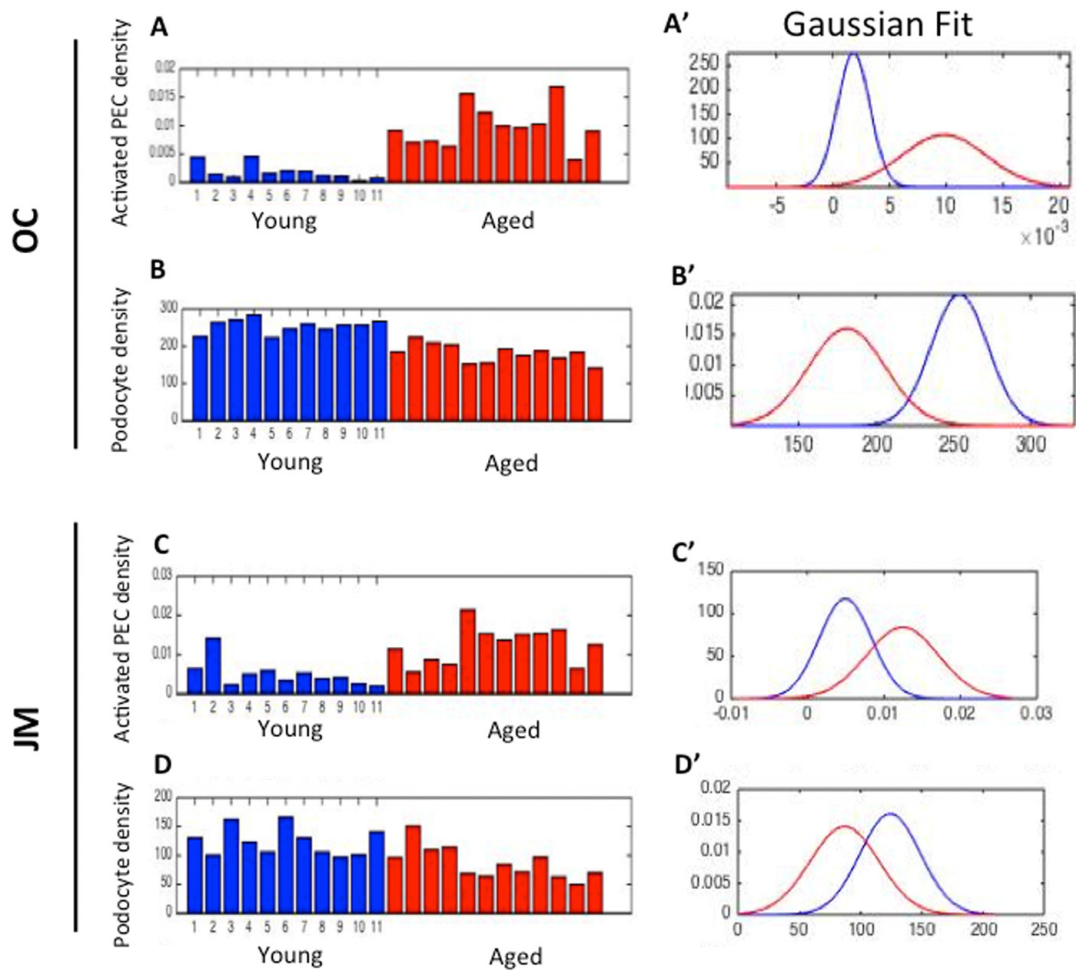 Gaussian Fit
OC
A
Activated PEC density
0.02
0.015
0.01
0.005
0
1 2 3 4 5 6 7 8 9 10 11
Young
Aged
A’
250
200
150
100
50
-5 0 5 10 15 20
×10-3
B
Podocyte density
300
200
100
0
1 2 3 4 5 6 7 8 9 10 11
Young
Aged
B’
0.02
0.015
0.01
0.005
150 200 250 300
JM
C
Activated PEC density
0.03
0.02
0.01
0
1 2 3 4 5 6 7 8 9 10 11
Young
Aged
C’
150
100
50
0
-0.01 0 0.01 0.02 0.03
D
Podocyte density
200
150
100
50
0
1 2 3 4 5 6 7 8 9 10 11
Young
Aged
D’
0.02
0.015
0.01
0.005
0
0 50 100 150 200 250